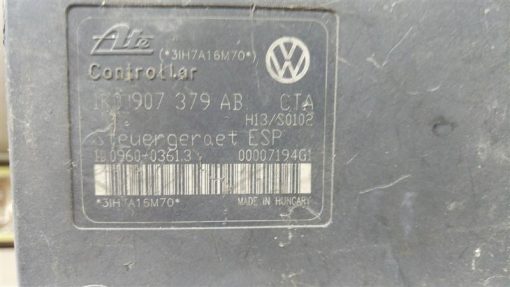 Ate (*3IH7A16M70*)
Controller
1K0 907 379 AB CTA
H13/S0102
Steuergeraet ESP
10.0960-0361.3 00007194G1
*3IH7A16M70*
MADE IN HUNGARY